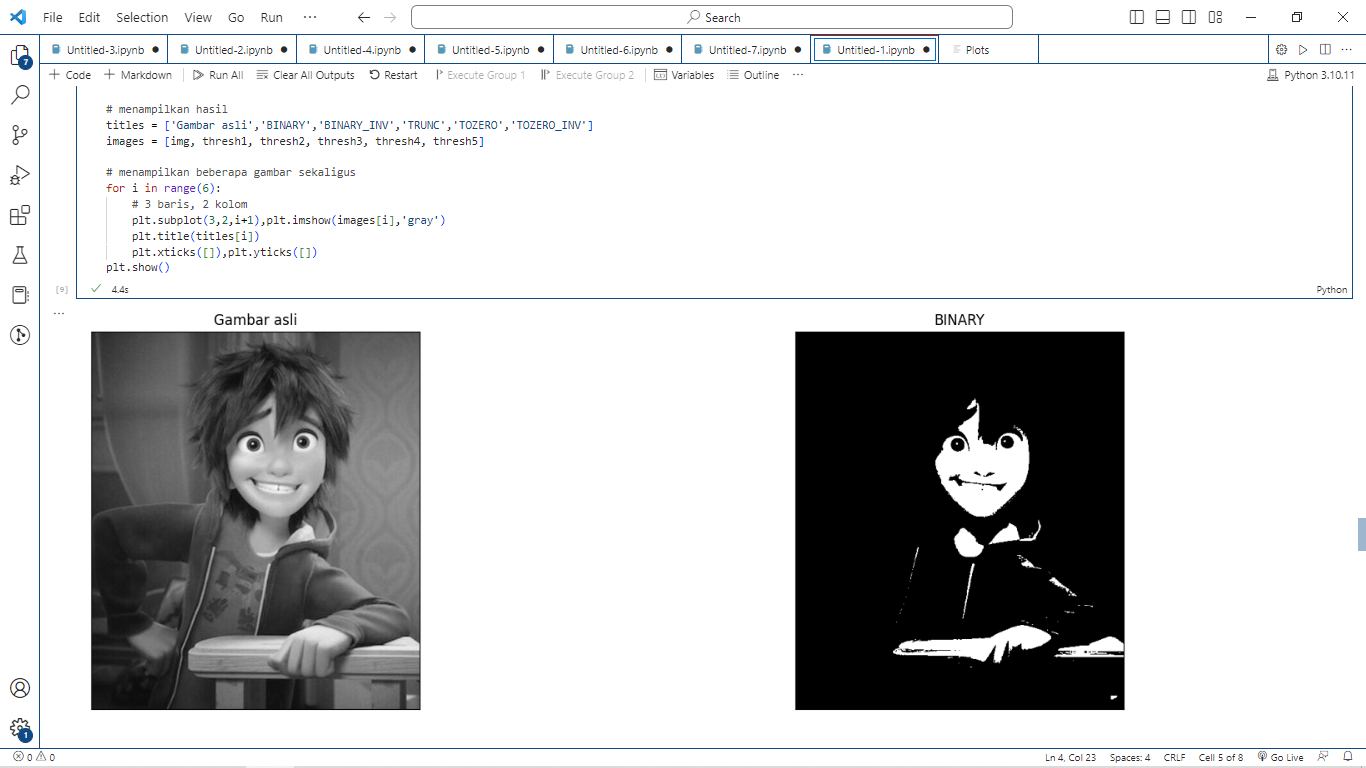 File Edit Selection View Go Run ··· Search
Untitled-3.ipynb Untitled-2.ipynb Untitled-4.ipynb Untitled-5.ipynb Untitled-6.ipynb Untitled-7.ipynb Untitled-1.ipynb Plots
+ Code + Markdown Run All Clear All Outputs Restart Execute Group 1 Execute Group 2 Variables Outline ··· Python 3.10.11
7
# menampilkan hasil
titles = ['Gambar asli','BINARY','BINARY_INV','TRUNC','TOZERO','TOZERO_INV']
images = [img, thresh1, thresh2, thresh3, thresh4, thresh5]
# menampilkan beberapa gambar sekaligus
for i in range(6):
# 3 baris, 2 kolom
plt.subplot(3,2,i+1),plt.imshow(images[i],'gray')
plt.title(titles[i])
plt.xticks([]),plt.yticks([])
plt.show()
[9] 4.4s Python
Gambar asli BINARY
1
0 0 Ln 4, Col 23 Spaces: 4 CRLF Cell 5 of 8 Go Live